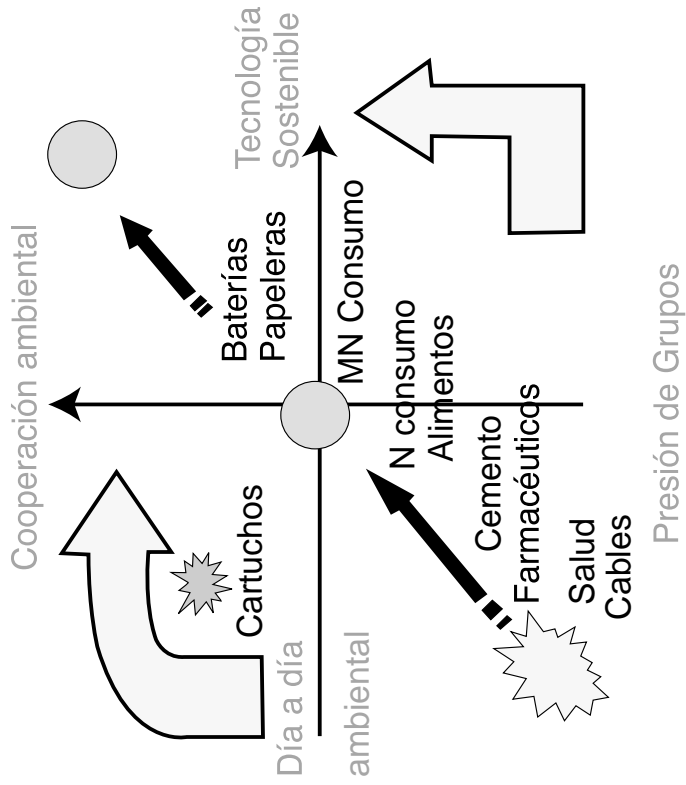 Cooperación ambiental
Tecnología
Sostenible
Baterías
Papeleras
MN Consumo
N consumo
Alimentos
Cemento
Farmacéuticos
Salud
Cables
Cartuchos
Día a día
ambiental
Presión de Grupos